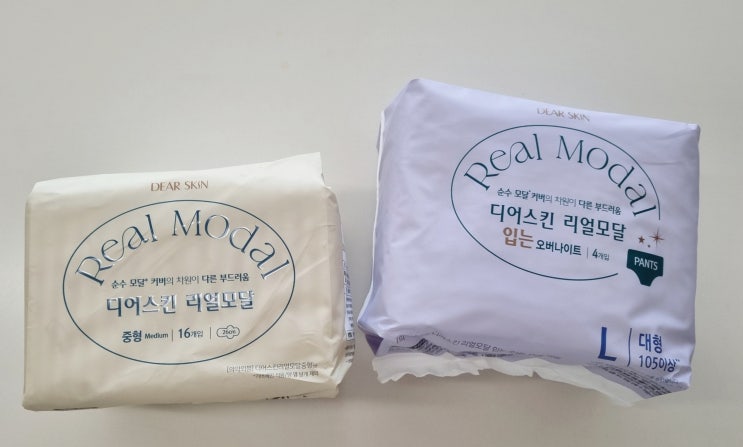 DEAR SKIN
Real Modal
순수 모달* 커버의 차원이 다른 부드러움
디어스킨 리얼모달
중형 Medium | 16개입 | 25cm
DEAR SKIN
Real Modal
순수 모달* 커버의 차원이 다른 부드러움
디어스킨 리얼모달
입는 오버나이트 | 4개입
PANTS
L 대형
105이상